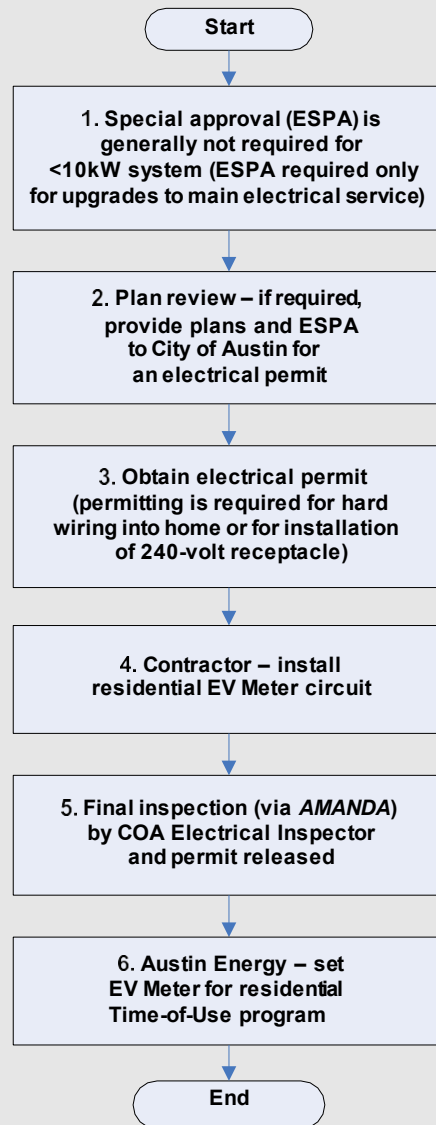 Start
1. Special approval (ESPA) is
generally not required for
<10kW system (ESPA required only
for upgrades to main electrical service)
2. Plan review – if required,
provide plans and ESPA
to City of Austin for
an electrical permit
3. Obtain electrical permit
(permitting is required for hard
wiring into home or for installation
of 240-volt receptacle)
4. Contractor – install
residential EV Meter circuit
5. Final inspection (via AMANDA)
by COA Electrical Inspector
and permit released
6. Austin Energy – set
EV Meter for residential
Time-of-Use program
End